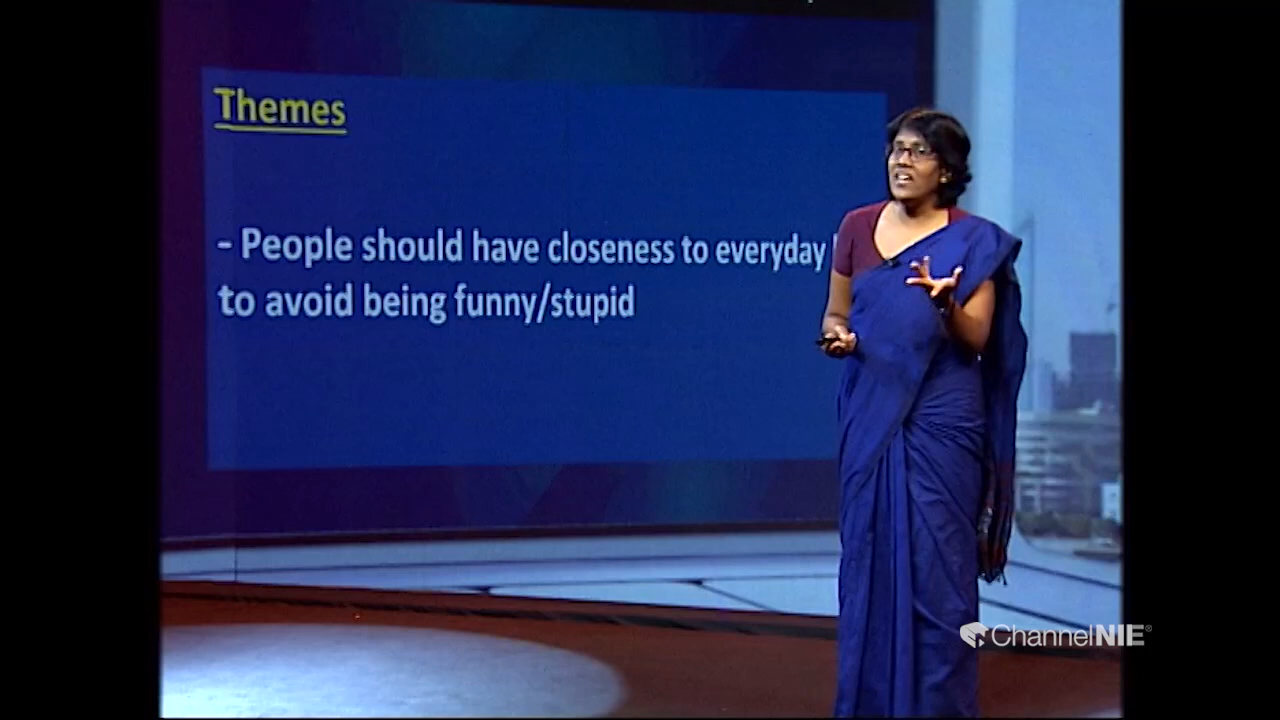 Themes
- People should have closeness to everyday
to avoid being funny/stupid
ChannelNIE®